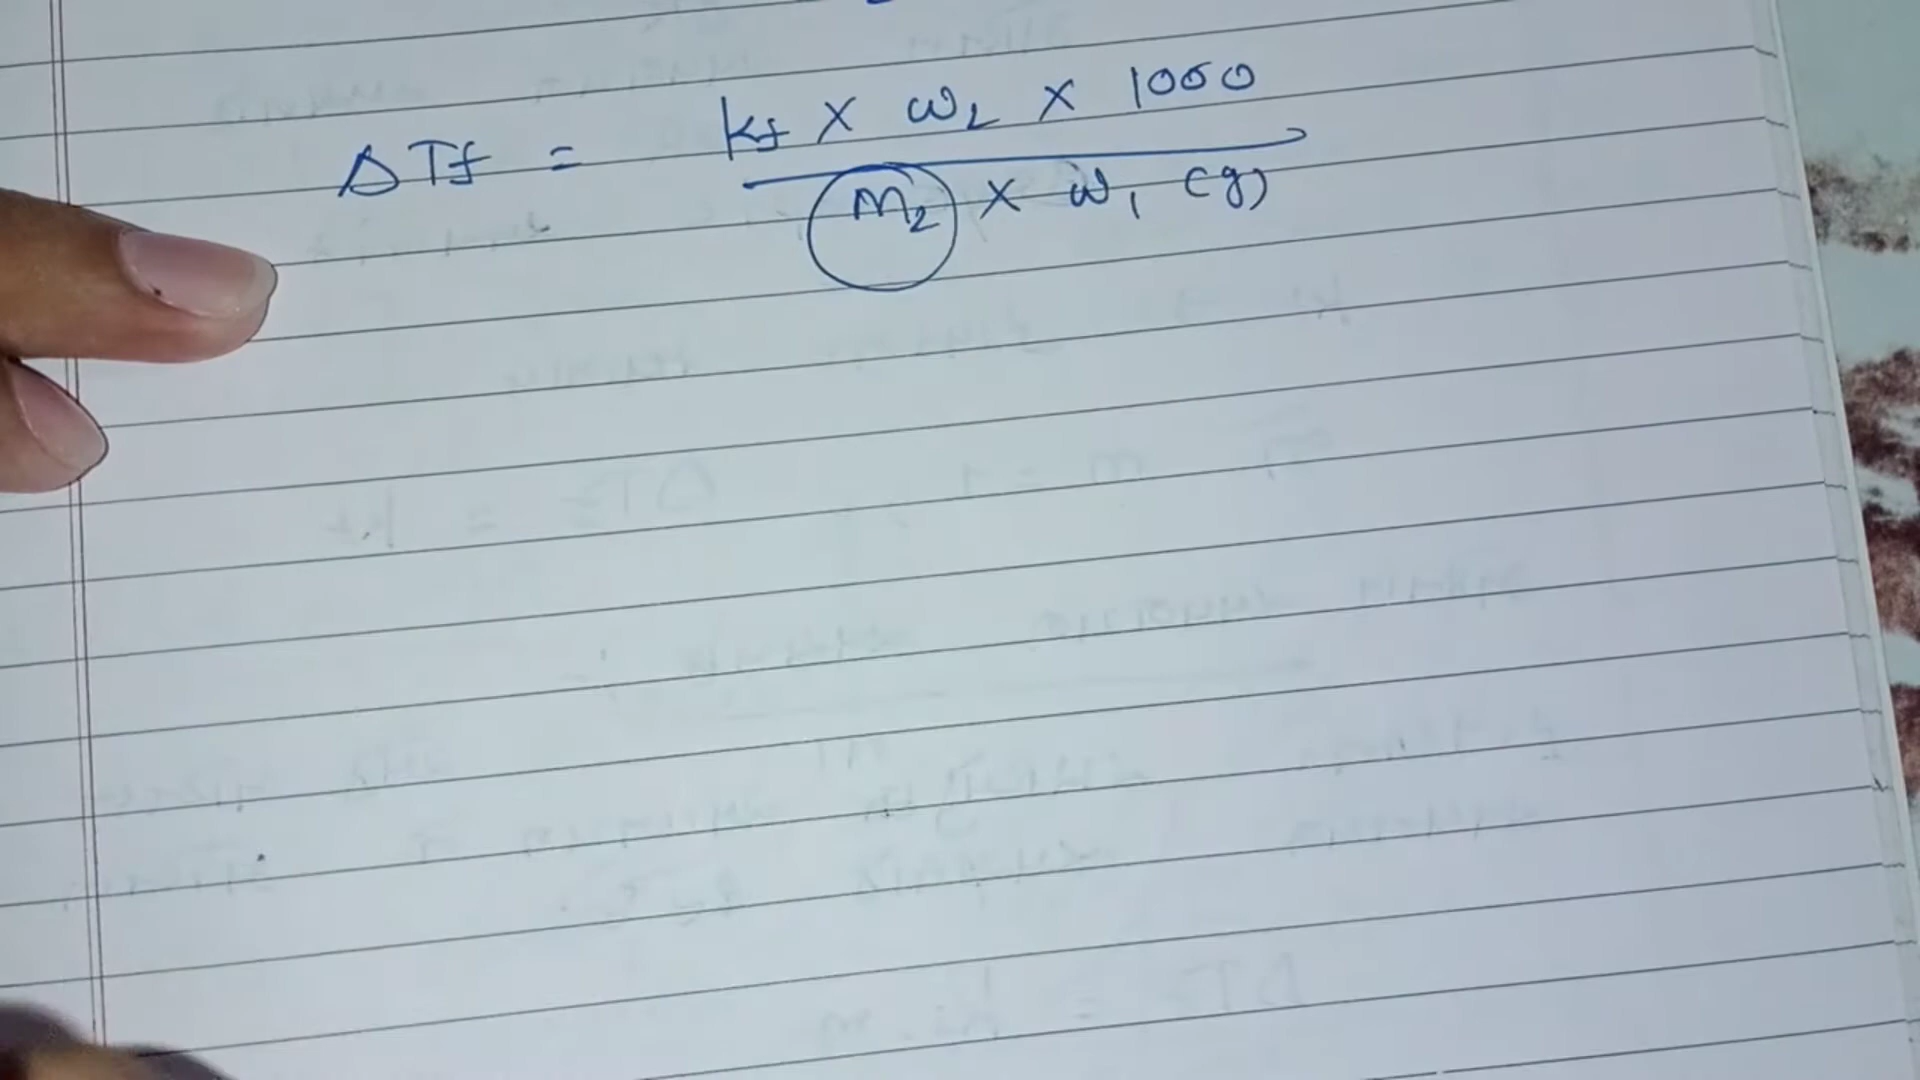 ΔTf = kf × w₂ × 1000
M₂ × w₁ (g)